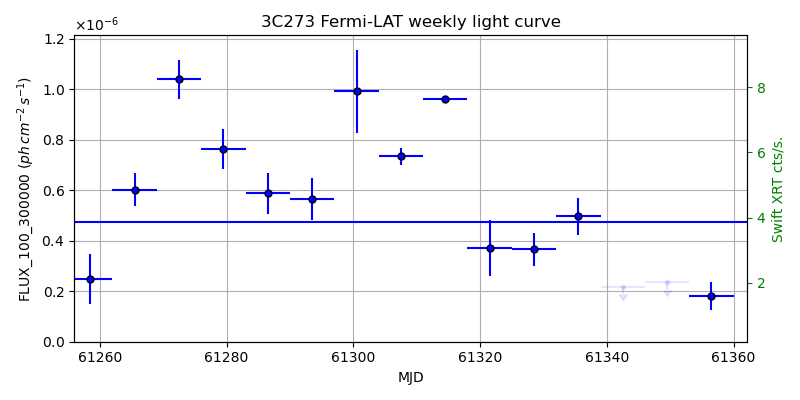 3C273 Fermi-LAT weekly light curve
×10⁻⁶
1.2
1.0
0.8
0.6
0.4
0.2
0.0
FLUX_100_300000 (ph cm⁻² s⁻¹)
8
6
4
2
Swift XRT cts/s.
61260 61280 61300 61320 61340 61360
MJD